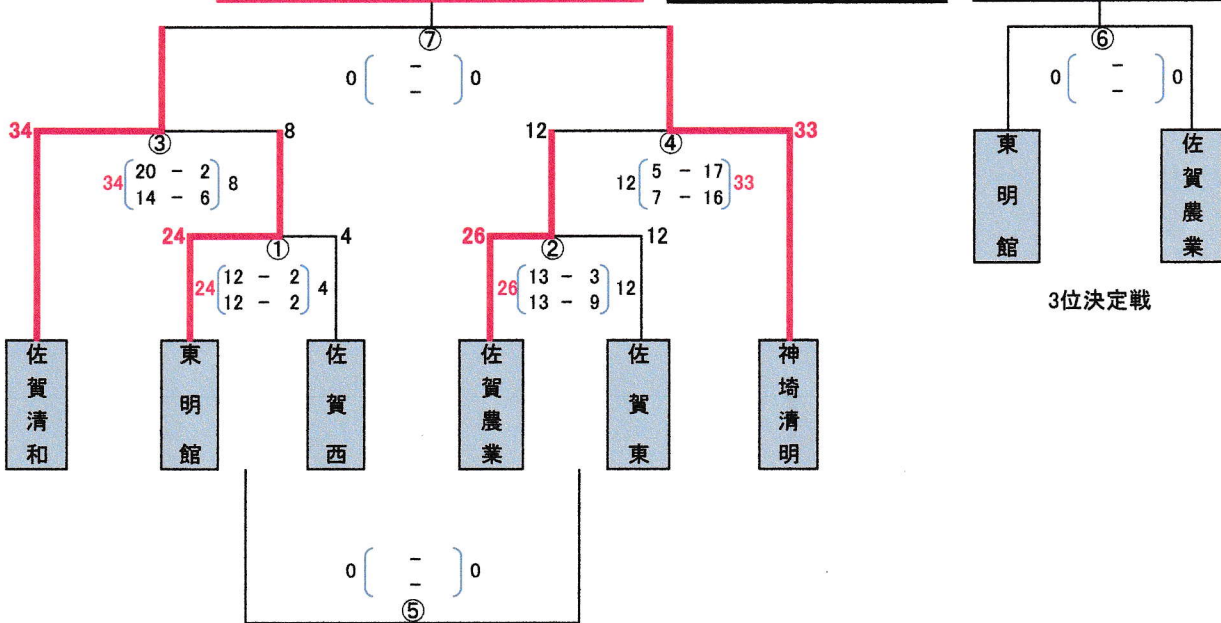 ⑦
0 ( - ) 0
-
⑥
0 ( - ) 0
-
34 ③ 8
34 ( 20 - 2 ) 8
14 - 6
12 ④ 33
12 ( 5 - 17 ) 33
7 - 16
東明館
佐賀農業
3位決定戦
24 ① 4
24 ( 12 - 2 ) 4
12 - 2
26 ② 12
26 ( 13 - 3 ) 12
13 - 9
佐賀清和
東明館
佐賀西
佐賀農業
佐賀東
神埼清明
0 ( - ) 0
-
⑤